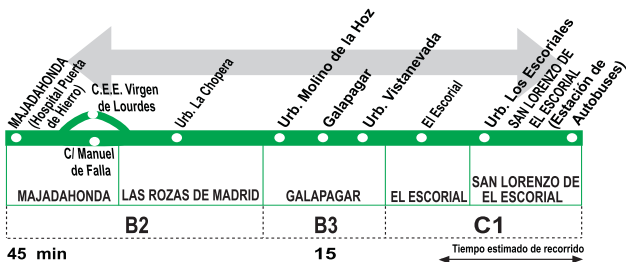 MAJADAHONDA
(Hospital Puerta
de Hierro)
C.E.E. Virgen
de Lourdes
C/ Manuel
de Falla
Urb. La Chopera
Urb. Molino de la Hoz
Galapagar
Urb. Vistanevada
El Escorial
Urb. Los Escoriales
SAN LORENZO DE
EL ESCORIAL
(Estación de
Autobuses)
MAJADAHONDA
LAS ROZAS DE MADRID
GALAPAGAR
EL ESCORIAL
SAN LORENZO DE
EL ESCORIAL
B2
B3
C1
45 min
15
Tiempo estimado de recorrido